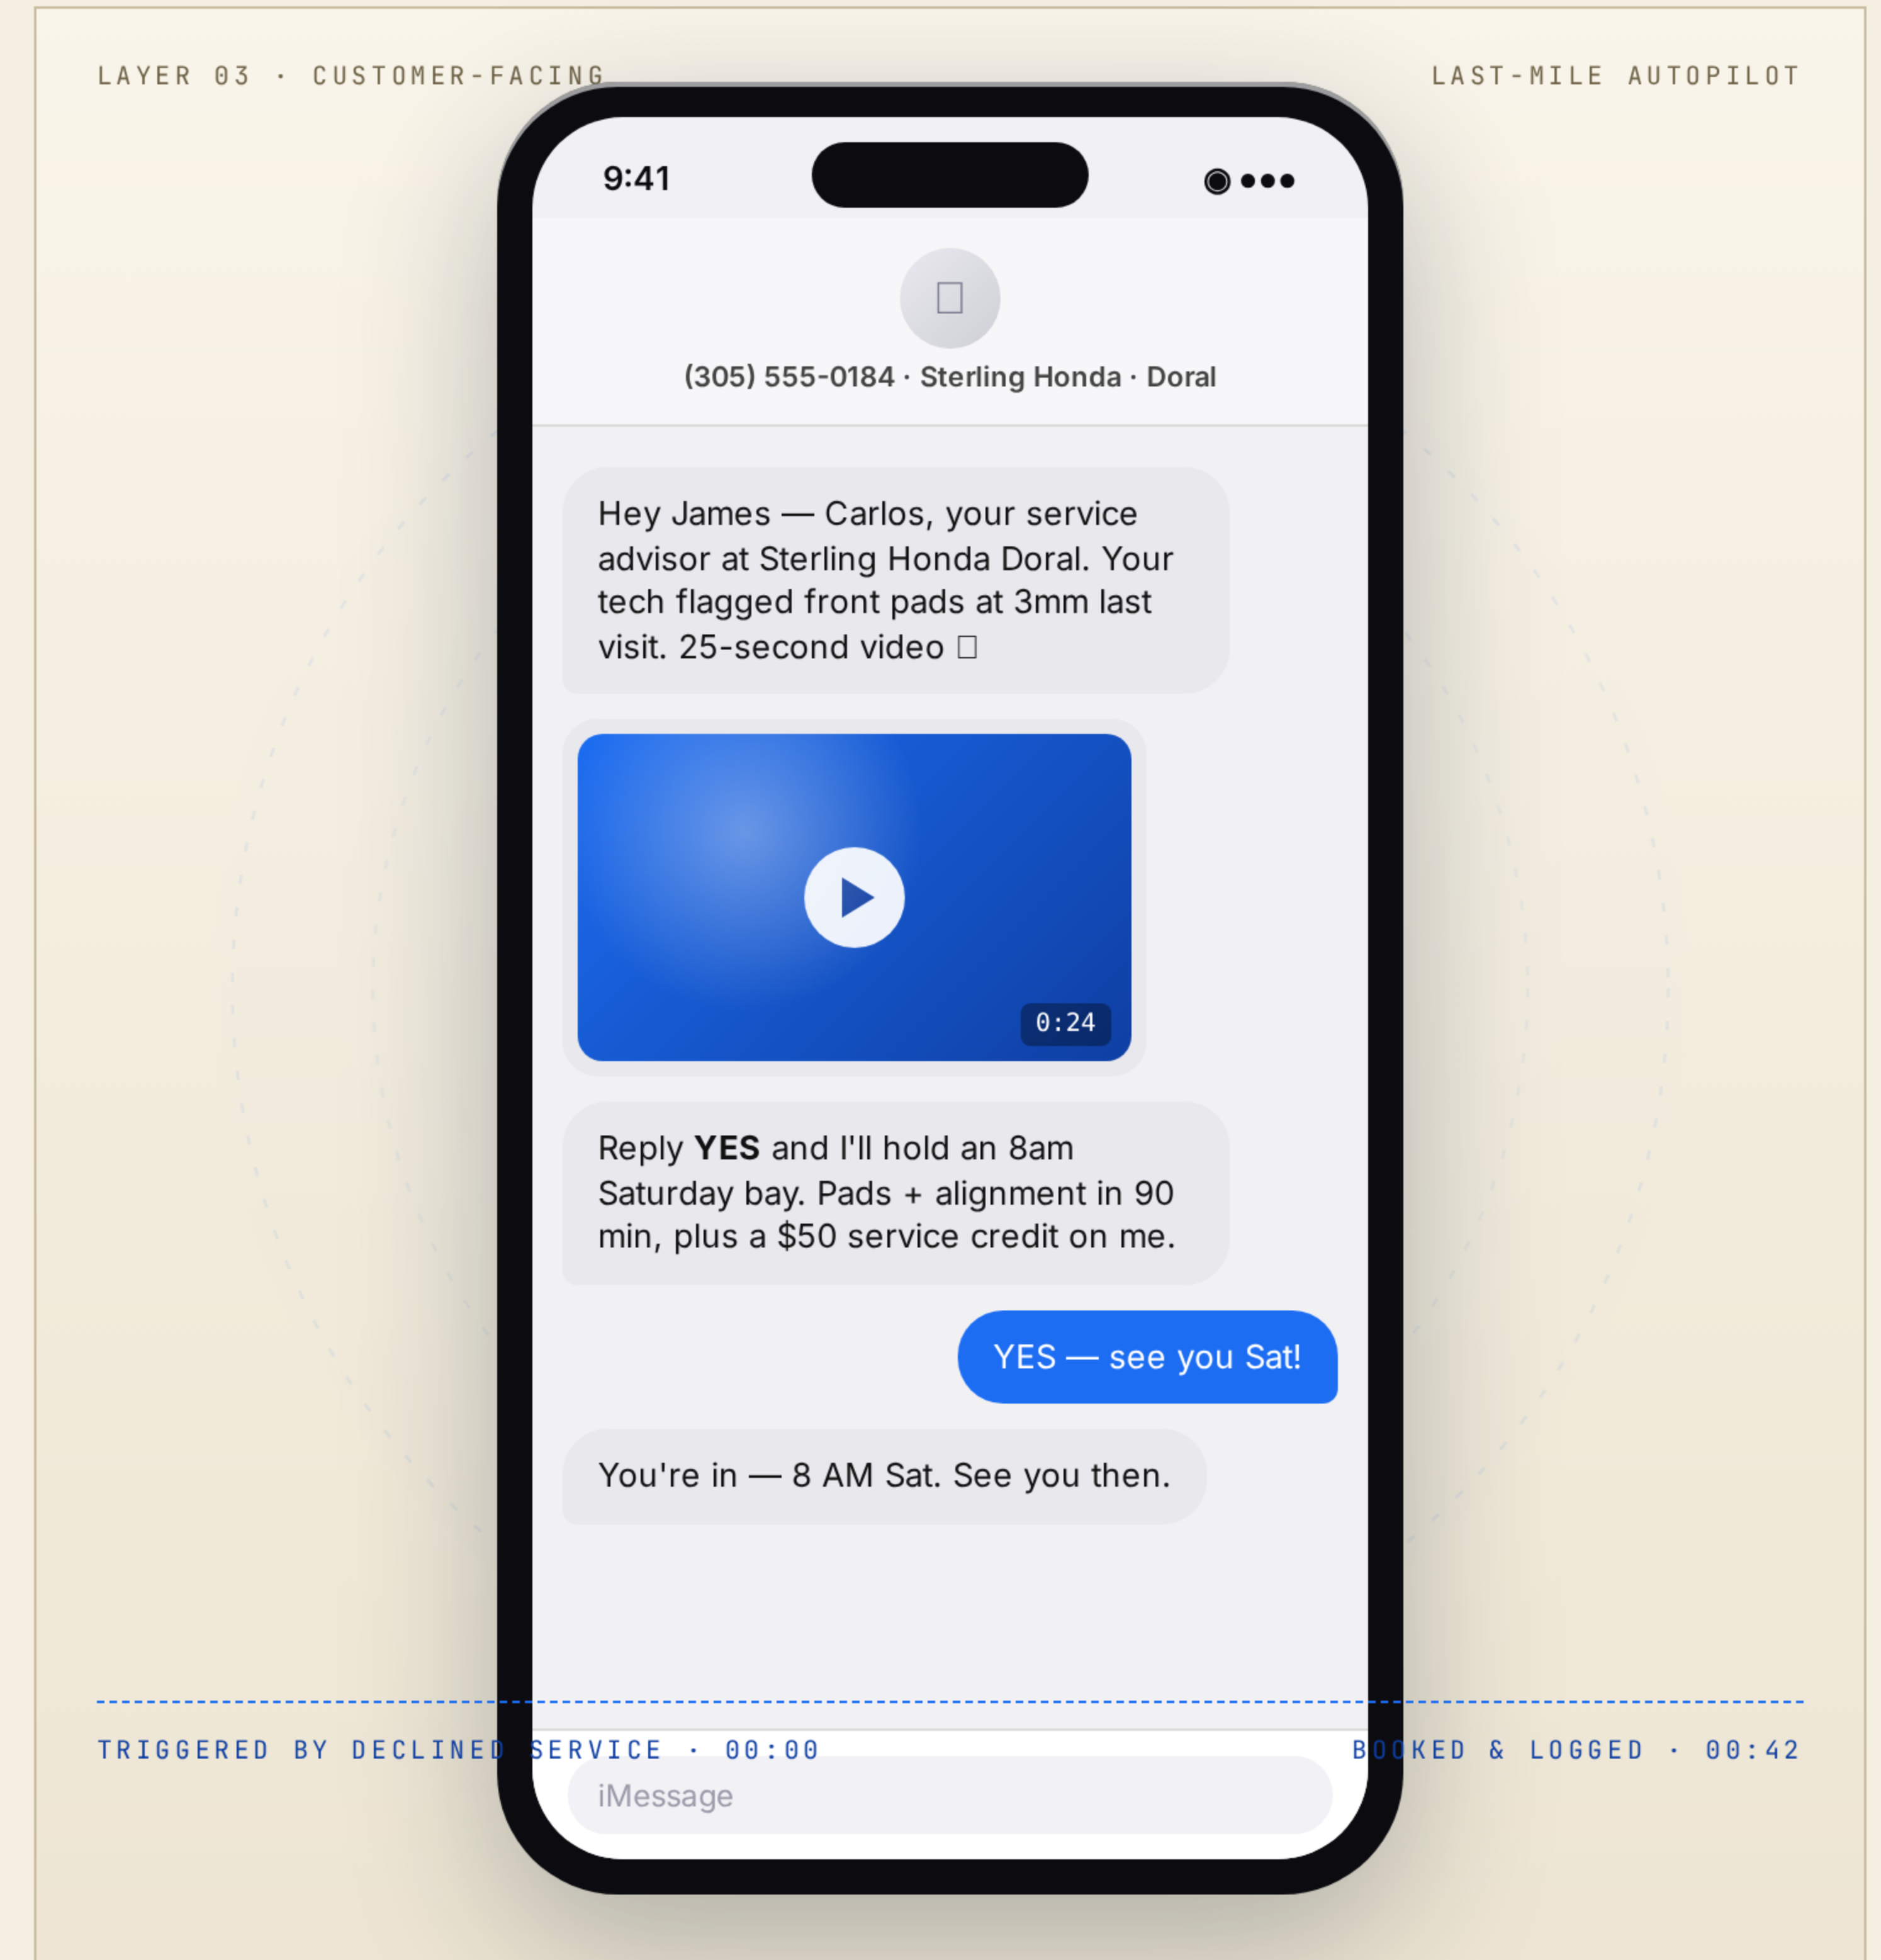 LAYER 03 · CUSTOMER-FACING
LAST-MILE AUTOPILOT
9:41
(305) 555-0184 · Sterling Honda · Doral
Hey James — Carlos, your service
advisor at Sterling Honda Doral. Your
tech flagged front pads at 3mm last
visit. 25-second video
0:24
Reply YES and I'll hold an 8am
Saturday bay. Pads + alignment in 90
min, plus a $50 service credit on me.
YES — see you Sat!
You're in — 8 AM Sat. See you then.
TRIGGERED BY DECLINED SERVICE · 00:00
BOOKED & LOGGED · 00:42
iMessage